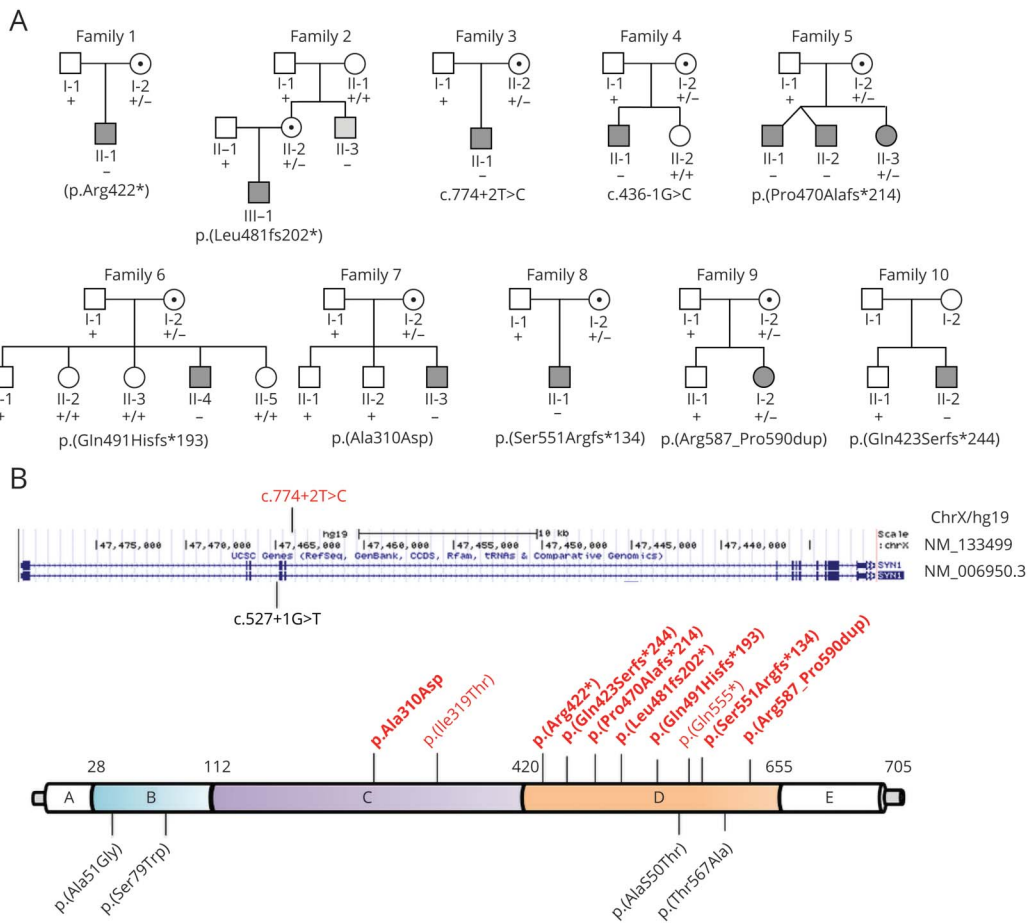 A
Family 1
Family 2
Family 3
Family 4
Family 5
I-1 I-2
+ +/–
II-1
–
(p.Arg422*)
I-1 II-1
+ +/+
II–1 II-2 II-3
+ +/– –
III–1
p.(Leu481fs202*)
I-1 II-2
+ +/–
II-1
–
c.774+2T>C
I-1 I-2
+ +/–
II-1 II-2
– +/+
c.436-1G>C
I-1 I-2
+ +/–
II-1 II-2 II-3
– – +/–
p.(Pro470Alafs*214)
Family 6
Family 7
Family 8
Family 9
Family 10
I-1 I-2
+ +/–
-1 II-2 II-3 II-4 II-5
+ +/+ +/+ – +/+
p.(Gln491Hisfs*193)
I-1 I-2
+ +/–
II-1 II-2 II-3
+ + –
p.(Ala310Asp)
I-1 I-2
+ +/–
II-1
–
p.(Ser551Argfs*134)
I-1 I-2
+ +/–
II-1 I-2
+ +/–
p.(Arg587_Pro590dup)
I-1 I-2
II-1 II-2
+ –
p.(Gln423Serfs*244)
B
c.774+2T>C
hg19 10 kb Scale
47,475,000 47,470,000 47,465,000 47,460,000 47,455,000 47,450,000 47,445,000 47,440,000 :chrX
UCSC Genes (RefSeq, GenBank, CCDS, Rfam, tRNAs & Comparative Genomics)
SYN1
SYN1
ChrX/hg19
NM_133499
NM_006950.3
c.527+1G>T
p.Ala310Asp
p.(Ile319Thr)
p.(Arg422*)
p.(Gln423Serfs*244)
p.(Pro470Alafs*214)
p.(Leu481fs202*)
p.(Gln491Hisfs*193)
p.(Gln555*)
p.(Ser551Argfs*134)
p.(Arg587_Pro590dup)
28 112 420 655 705
A B C D E
p.(Ala51Gly)
p.(Ser79Trp)
p.(AlaS50Thr)
p.(Thr567Ala)